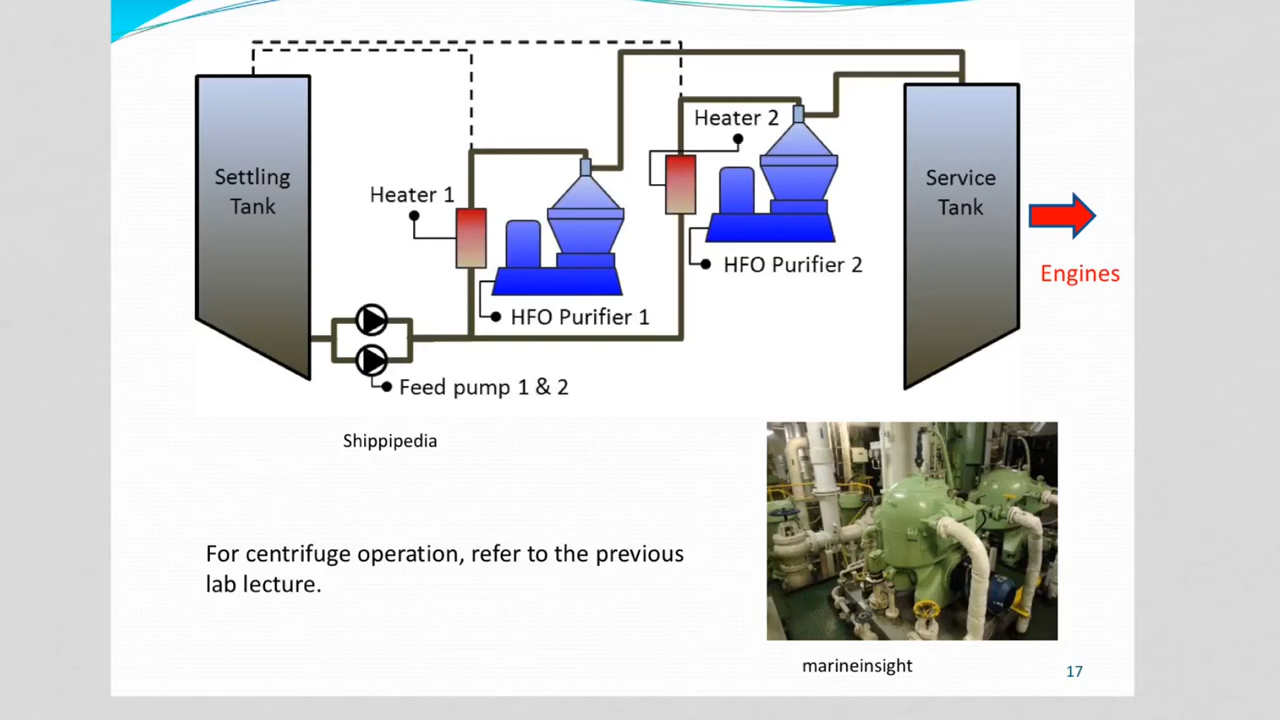 Settling
Tank
Heater 1
HFO Purifier 1
Feed pump 1 & 2
Heater 2
HFO Purifier 2
Service
Tank
Engines
Shippipedia
For centrifuge operation, refer to the previous
lab lecture.
marineinsight
17